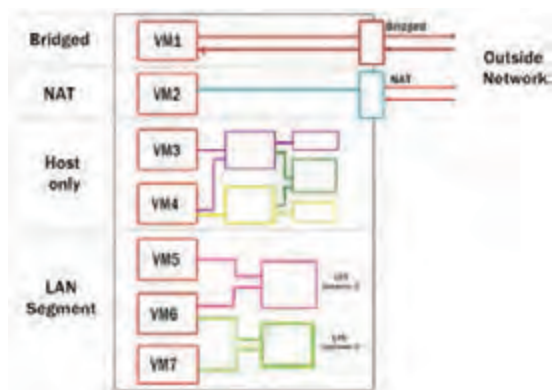 Bridged
VM1
Bridged
Outside
Network
NAT
VM2
NAT
Host
only
VM3
VM4
LAN
Segment
VM5
VM6
VM7